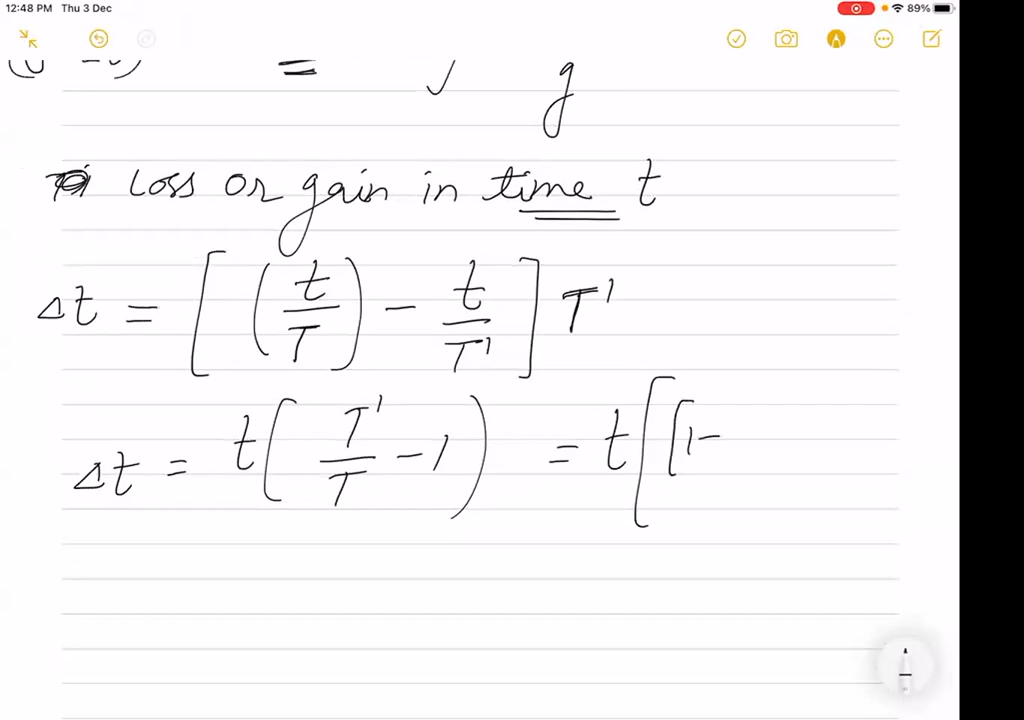 12:48 PM Thu 3 Dec 89%
= √ g
Loss or gain in time t
Δt = [ (t/T) - t/T' ] T'
Δt = t( T'/T - 1 ) = t[ [1-